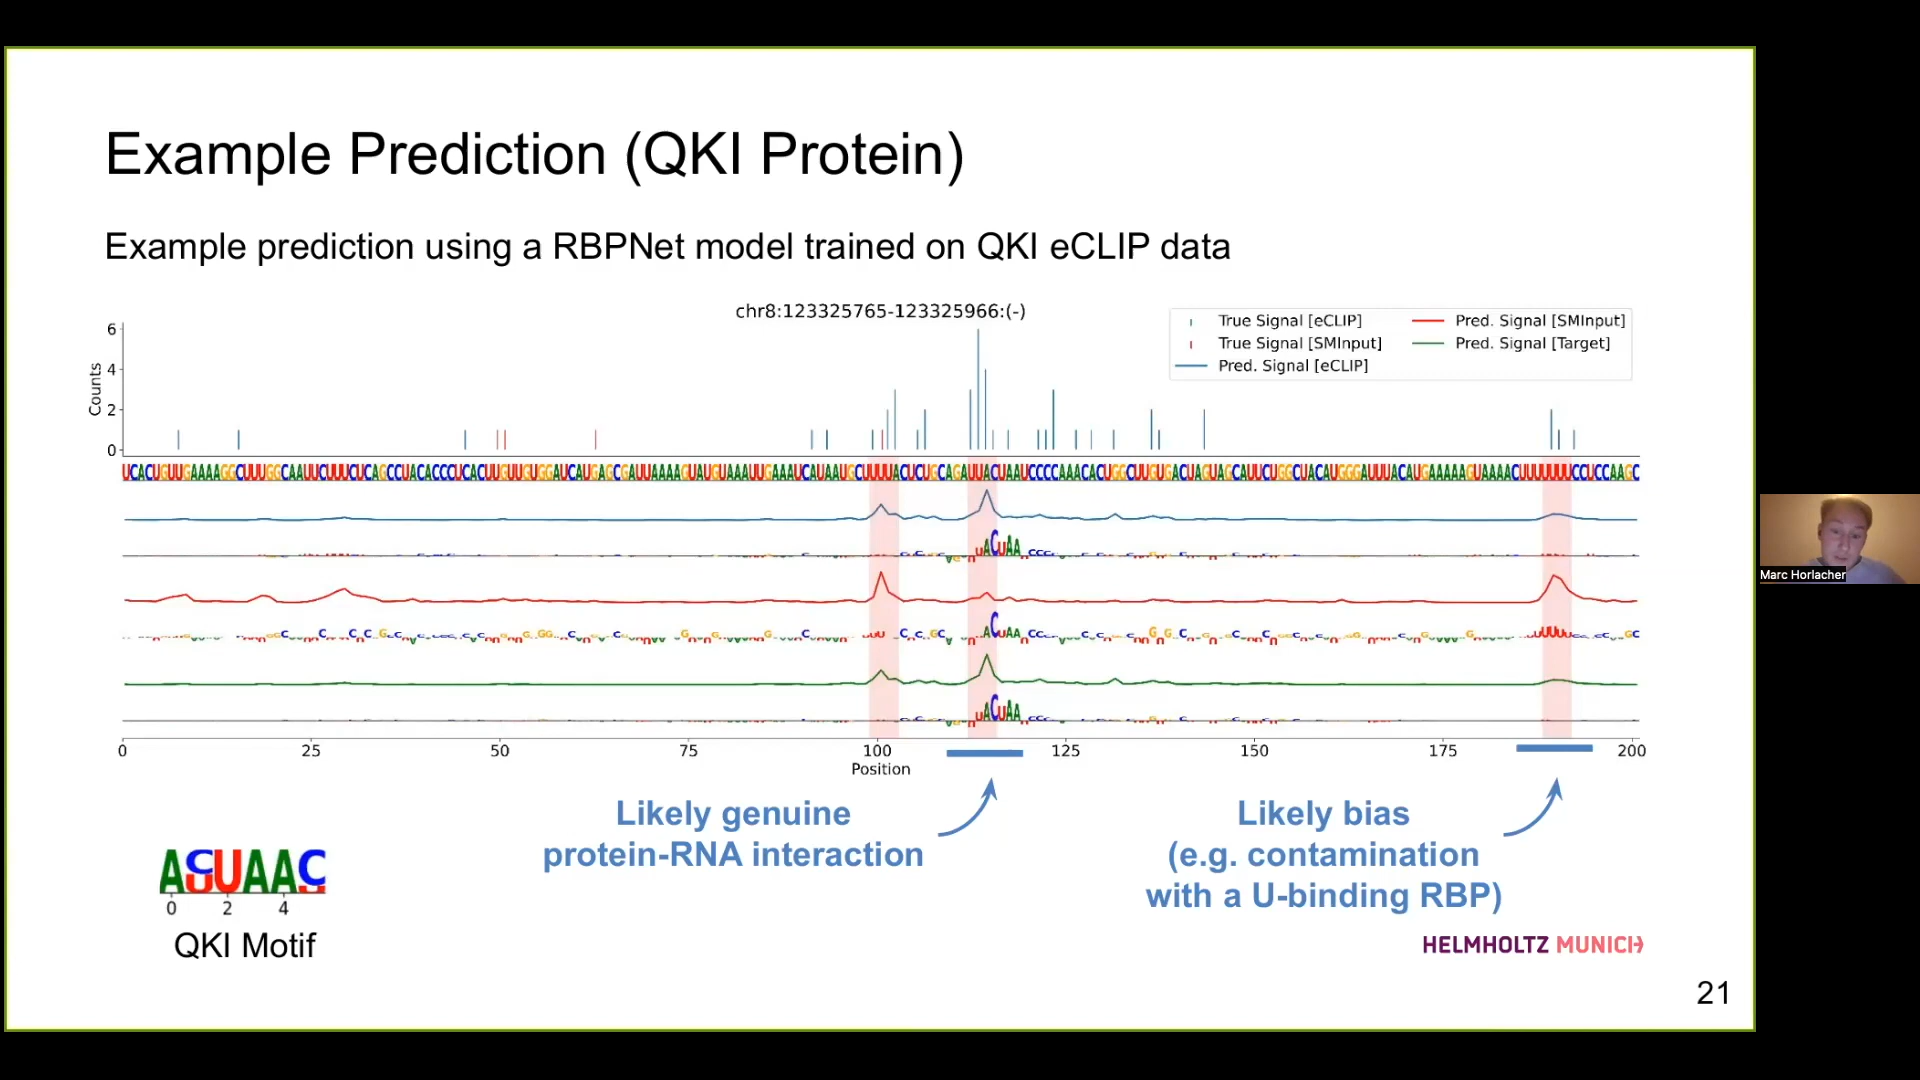 Example Prediction (QKI Protein)
Example prediction using a RBPNet model trained on QKI eCLIP data
chr8:123325765-123325966:(-)
True Signal [eCLIP]
True Signal [SMInput]
Pred. Signal [eCLIP]
Pred. Signal [SMInput]
Pred. Signal [Target]
Counts
6
4
2
0
0 25 50 75 100 125 150 175 200
Position
Likely genuine
protein-RNA interaction
Likely bias
(e.g. contamination
with a U-binding RBP)
0 2 4
QKI Motif
HELMHOLTZ MUNICH
21
Marc Horlacher